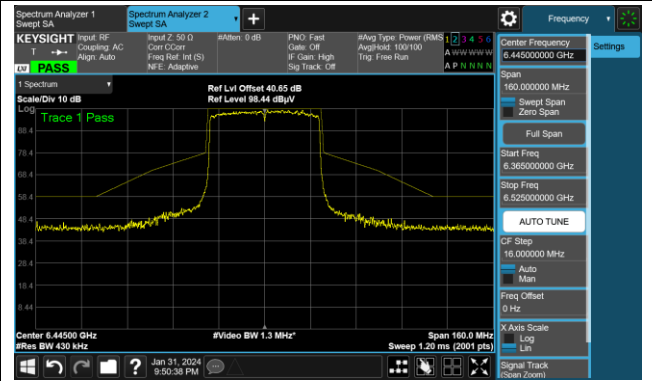 Spectrum Analyzer 1
Swept SA
Spectrum Analyzer 2
Swept SA
Frequency
KEYSIGHT
T
LW
PASS
Input: RF
Coupling: AC
Align: Auto
Input Z: 50 Ω
Corr CCorr
Freq Ref: Int (S)
NFE: Adaptive
#Atten: 0 dB
PNO: Fast
Gate: Off
IF Gain: High
Sig Track: Off
#Avg Type: Power (RMS
Avg|Hold: 100/100
Trig: Free Run
1 2 3 4 5 6
A W W W W W
A P N N N N
1 Spectrum
Scale/Div 10 dB
Ref Lvl Offset 40.65 dB
Ref Level 98.44 dBµV
Log
Trace 1 Pass
88.4
78.4
68.4
58.4
38.4
28.4
18.4
8.44
Center 6.44500 GHz
#Res BW 430 kHz
#Video BW 1.3 MHz*
Span 160.0 MHz
Sweep 1.20 ms (2001 pts)
Center Frequency
6.445000000 GHz
Settings
Span
160.000000 MHz
Swept Span
Zero Span
Full Span
Start Freq
6.365000000 GHz
Stop Freq
6.525000000 GHz
AUTO TUNE
CF Step
16.000000 MHz
Auto
Man
Freq Offset
0 Hz
X Axis Scale
Log
Lin
Signal Track
(Span Zoom)
?
Jan 31, 2024
9:50:38 PM